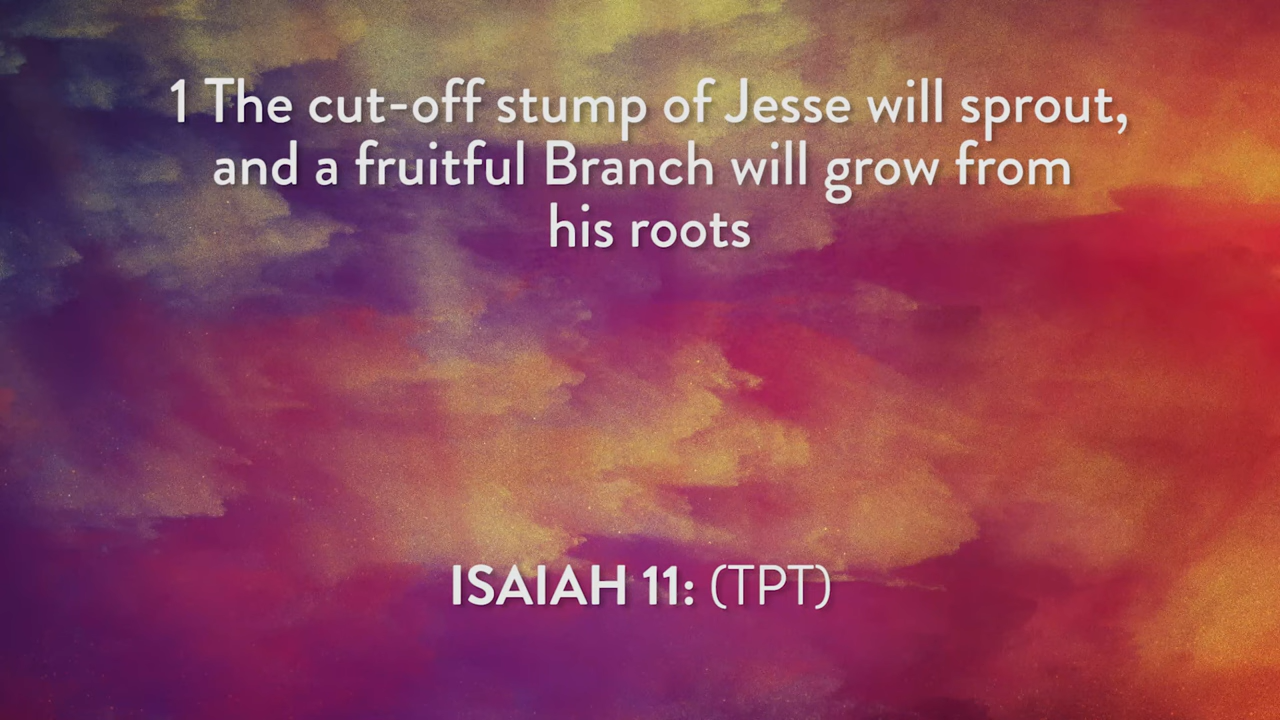 1 The cut-off stump of Jesse will sprout,
and a fruitful Branch will grow from
his roots
ISAIAH 11: (TPT)